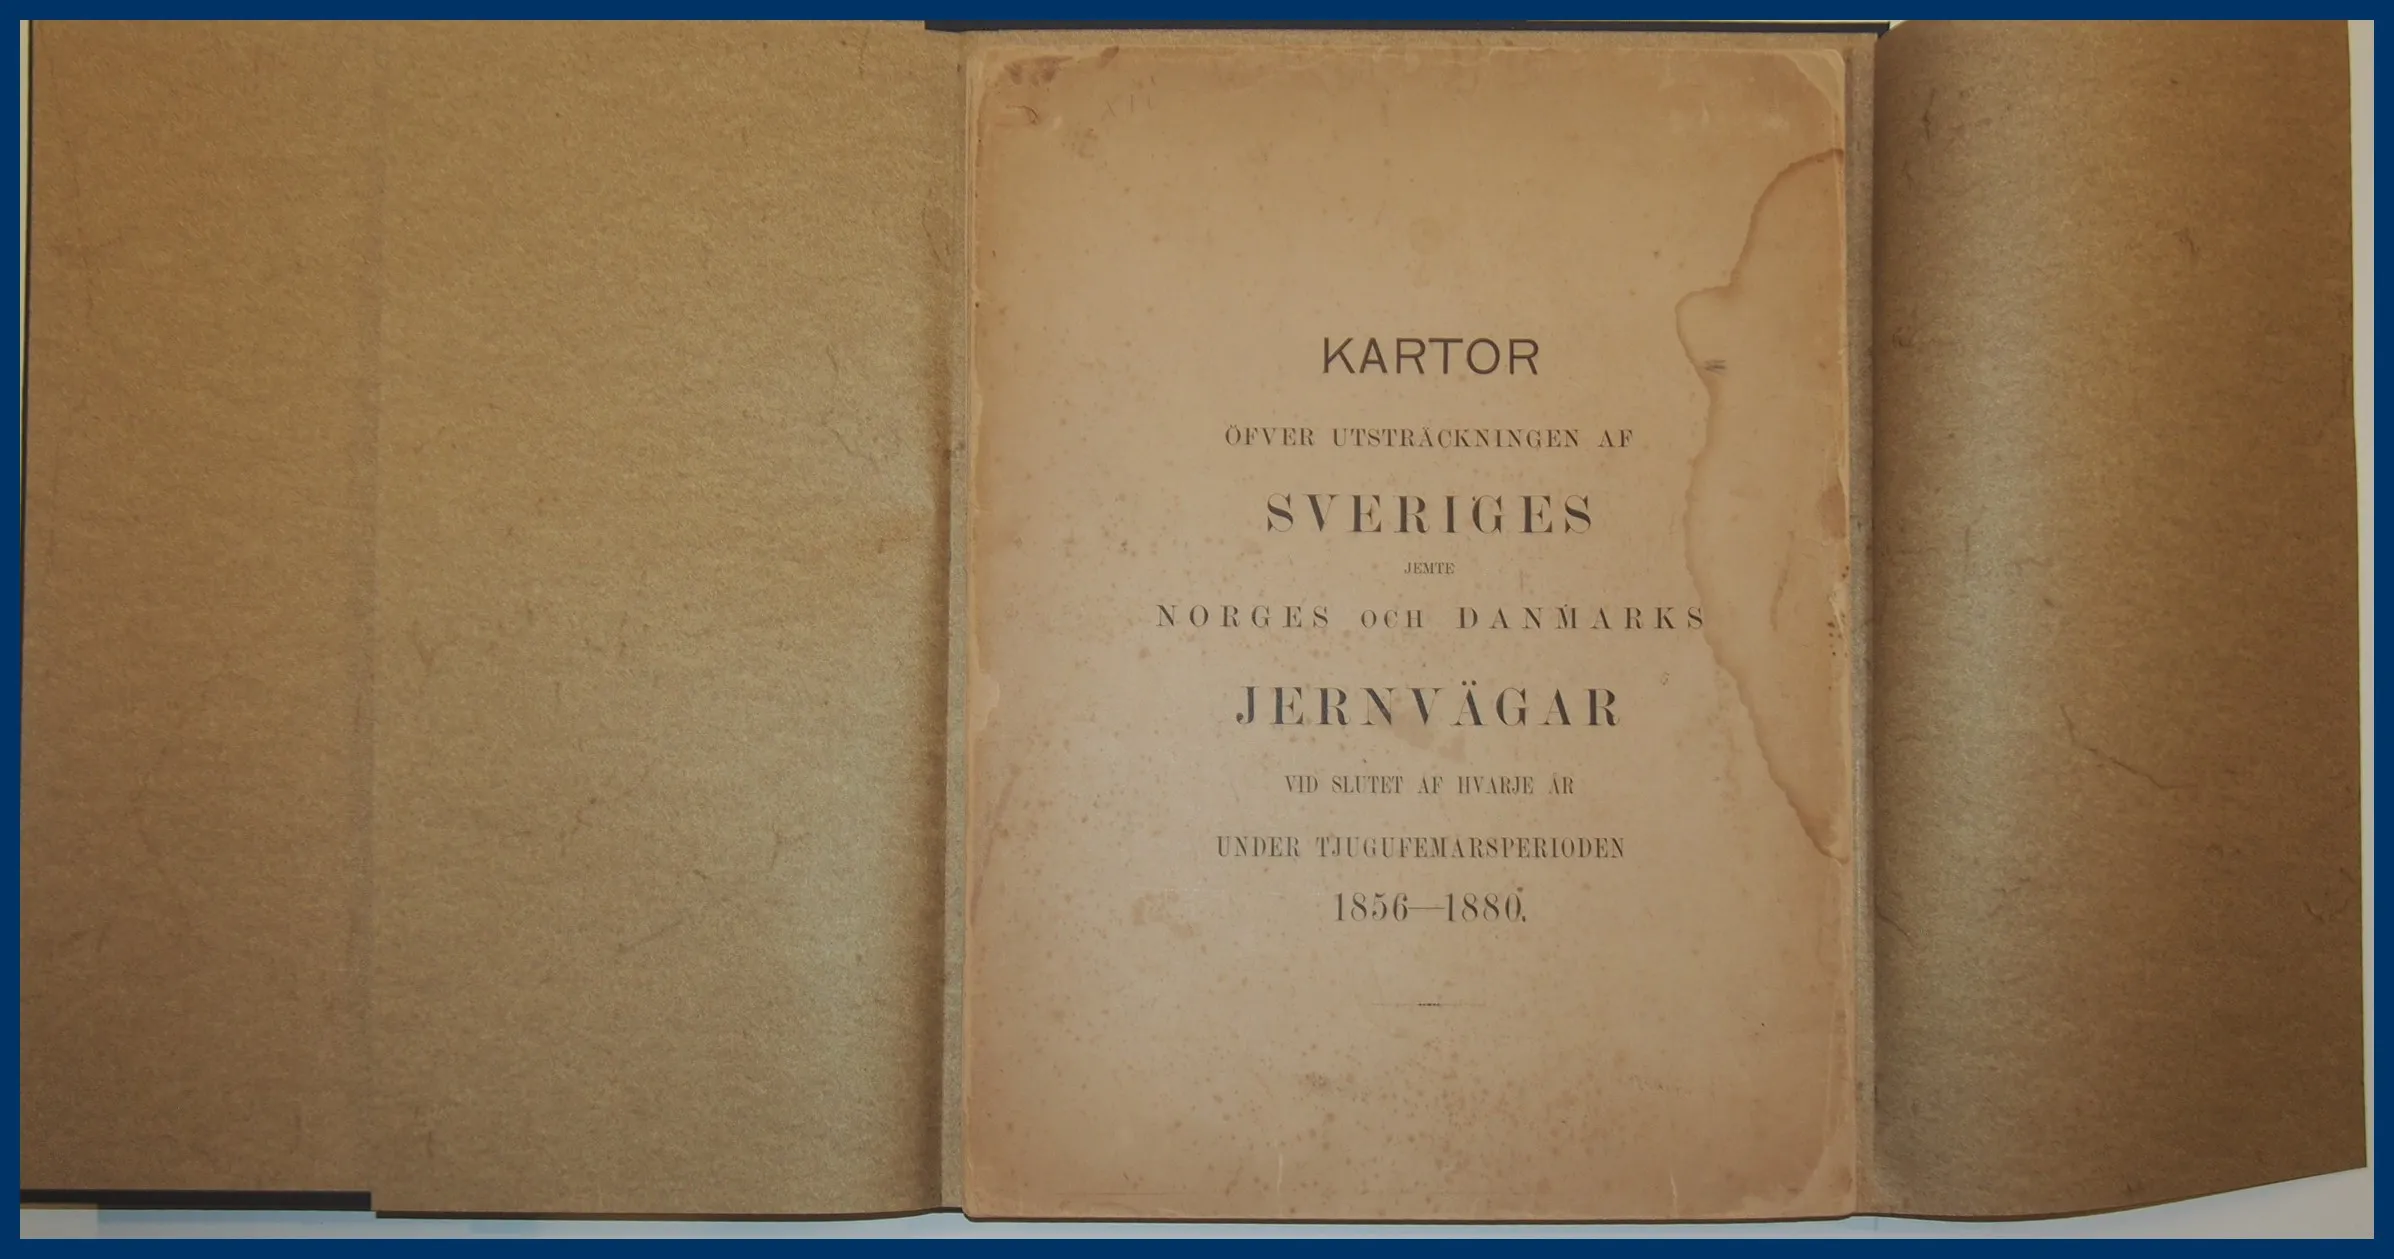 KARTOR
ÖFVER UTSTRÄCKNINGEN AF
SVERIGES
JEMTE
NORGES OCH DANMARKS
JERNVÄGAR
VID SLUTET AF HVARJE ÅR
UNDER TJUGUFEMÅRSPERIODEN
1856—1880.